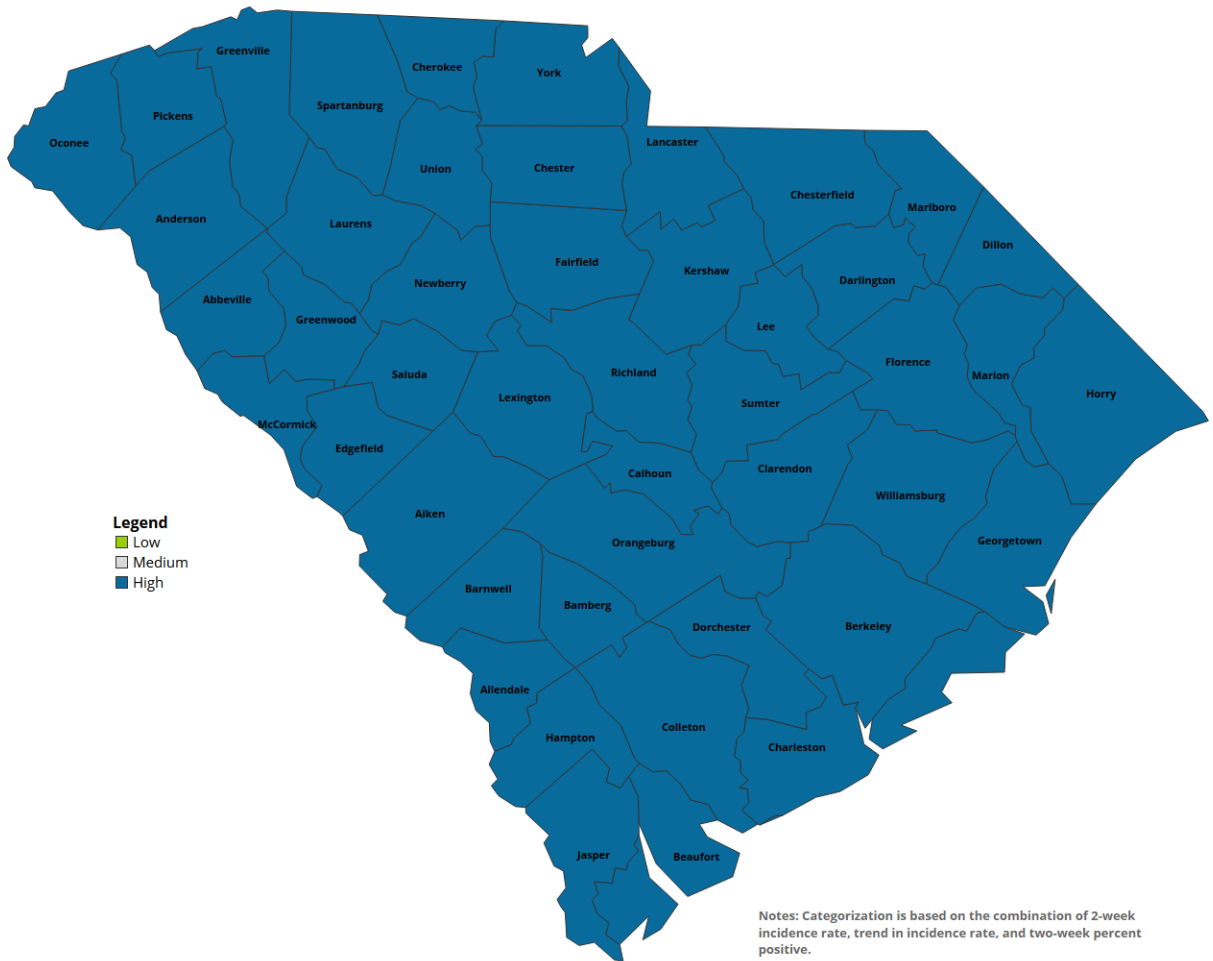 Greenville
Cherokee
York
Spartanburg
Pickens
Oconee
Lancaster
Union
Chester
Chesterfield
Marlboro
Anderson
Laurens
Dillon
Fairfield
Kershaw
Newberry
Darlington
Abbeville
Greenwood
Lee
Florence
Saluda
Richland
Marion
Lexington
Sumter
Horry
McCormick
Edgefield
Clarendon
Calhoun
Williamsburg
Aiken
Orangeburg
Georgetown
Legend
Low
Medium
High
Barnwell
Bamberg
Dorchester
Berkeley
Allendale
Colleton
Hampton
Charleston
Jasper
Beaufort
Notes: Categorization is based on the combination of 2-week
incidence rate, trend in incidence rate, and two-week percent
positive.